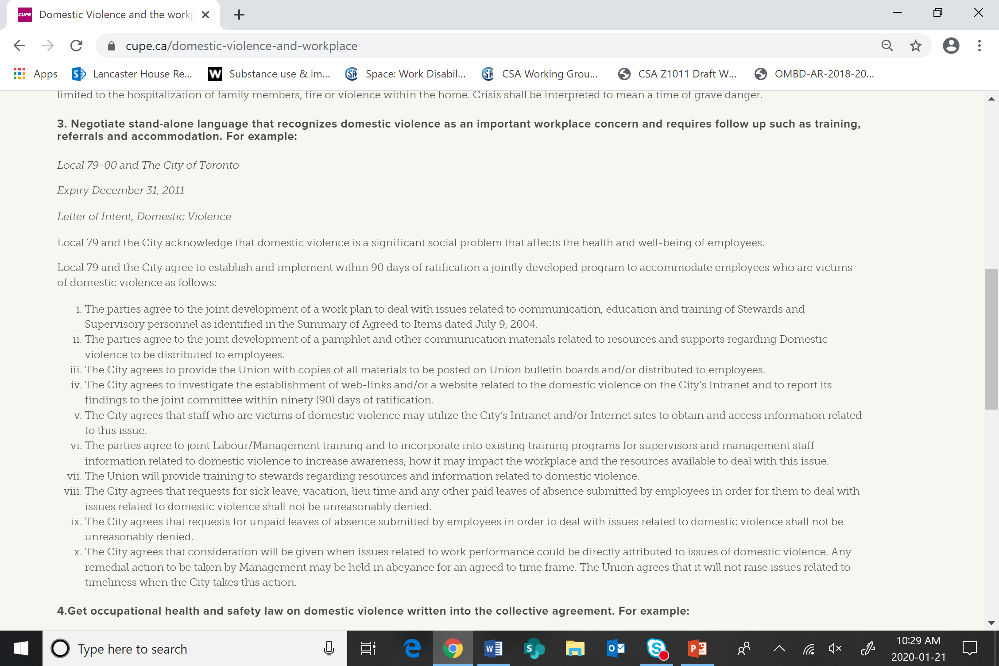 CUPE Domestic Violence and the work
cupe.ca/domestic-violence-and-workplace
Apps Lancaster House Re... W Substance use & im... Space: Work Disabil... CSA Working Grou... CSA Z1011 Draft W... OMBD-AR-2018-20...
limited to the hospitalization of family members, fire or violence within the home. Crisis shall be interpreted to mean a time of grave danger.
3. Negotiate stand-alone language that recognizes domestic violence as an important workplace concern and requires follow up such as training,
referrals and accommodation. For example:
Local 79-00 and The City of Toronto
Expiry December 31, 2011
Letter of Intent, Domestic Violence
Local 79 and the City acknowledge that domestic violence is a significant social problem that affects the health and well-being of employees.
Local 79 and the City agree to establish and implement within 90 days of ratification a jointly developed program to accommodate employees who are victims
of domestic violence as follows:
i. The parties agree to the joint development of a work plan to deal with issues related to communication, education and training of Stewards and
Supervisory personnel as identified in the Summary of Agreed to Items dated July 9, 2004.
ii. The parties agree to the joint development of a pamphlet and other communication materials related to resources and supports regarding Domestic
violence to be distributed to employees.
iii. The City agrees to provide the Union with copies of all materials to be posted on Union bulletin boards and/or distributed to employees.
iv. The City agrees to investigate the establishment of web-links and/or a website related to the domestic violence on the City's Intranet and to report its
findings to the joint committee within ninety (90) days of ratification.
v. The City agrees that staff who are victims of domestic violence may utilize the City's Intranet and/or Internet sites to obtain and access information related
to this issue.
vi. The parties agree to joint Labour/Management training and to incorporate into existing training programs for supervisors and management staff
information related to domestic violence to increase awareness, how it may impact the workplace and the resources available to deal with this issue.
vii. The Union will provide training to stewards regarding resources and information related to domestic violence.
viii. The City agrees that requests for sick leave, vacation, lieu time and any other paid leaves of absence submitted by employees in order for them to deal with
issues related to domestic violence shall not be unreasonably denied.
ix. The City agrees that requests for unpaid leaves of absence submitted by employees in order to deal with issues related to domestic violence shall not be
unreasonably denied.
x. The City agrees that consideration will be given when issues related to work performance could be directly attributed to issues of domestic violence. Any
remedial action to be taken by Management may be held in abeyance for an agreed to time frame. The Union agrees that it will not raise issues related to
timeliness when the City takes this action.
4.Get occupational health and safety law on domestic violence written into the collective agreement. For example:
Type here to search
10:29 AM
2020-01-21